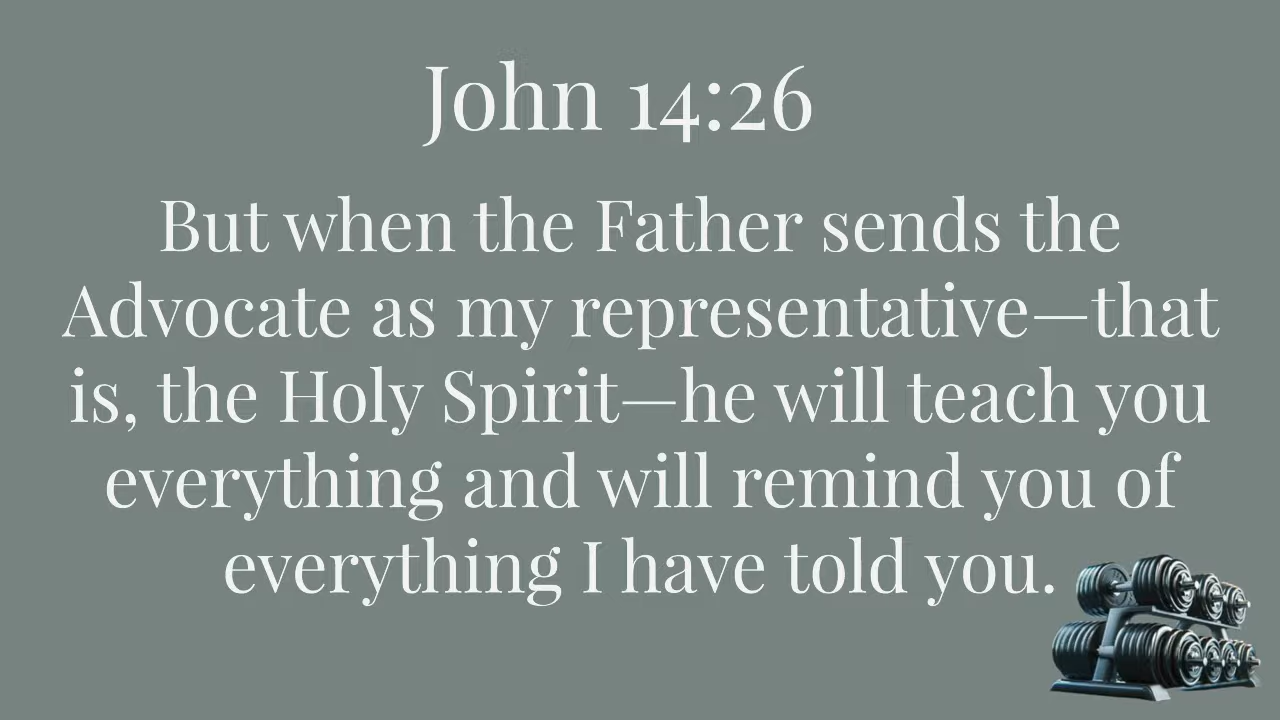 John 14:26
But when the Father sends the
Advocate as my representative—that
is, the Holy Spirit—he will teach you
everything and will remind you of
everything I have told you.